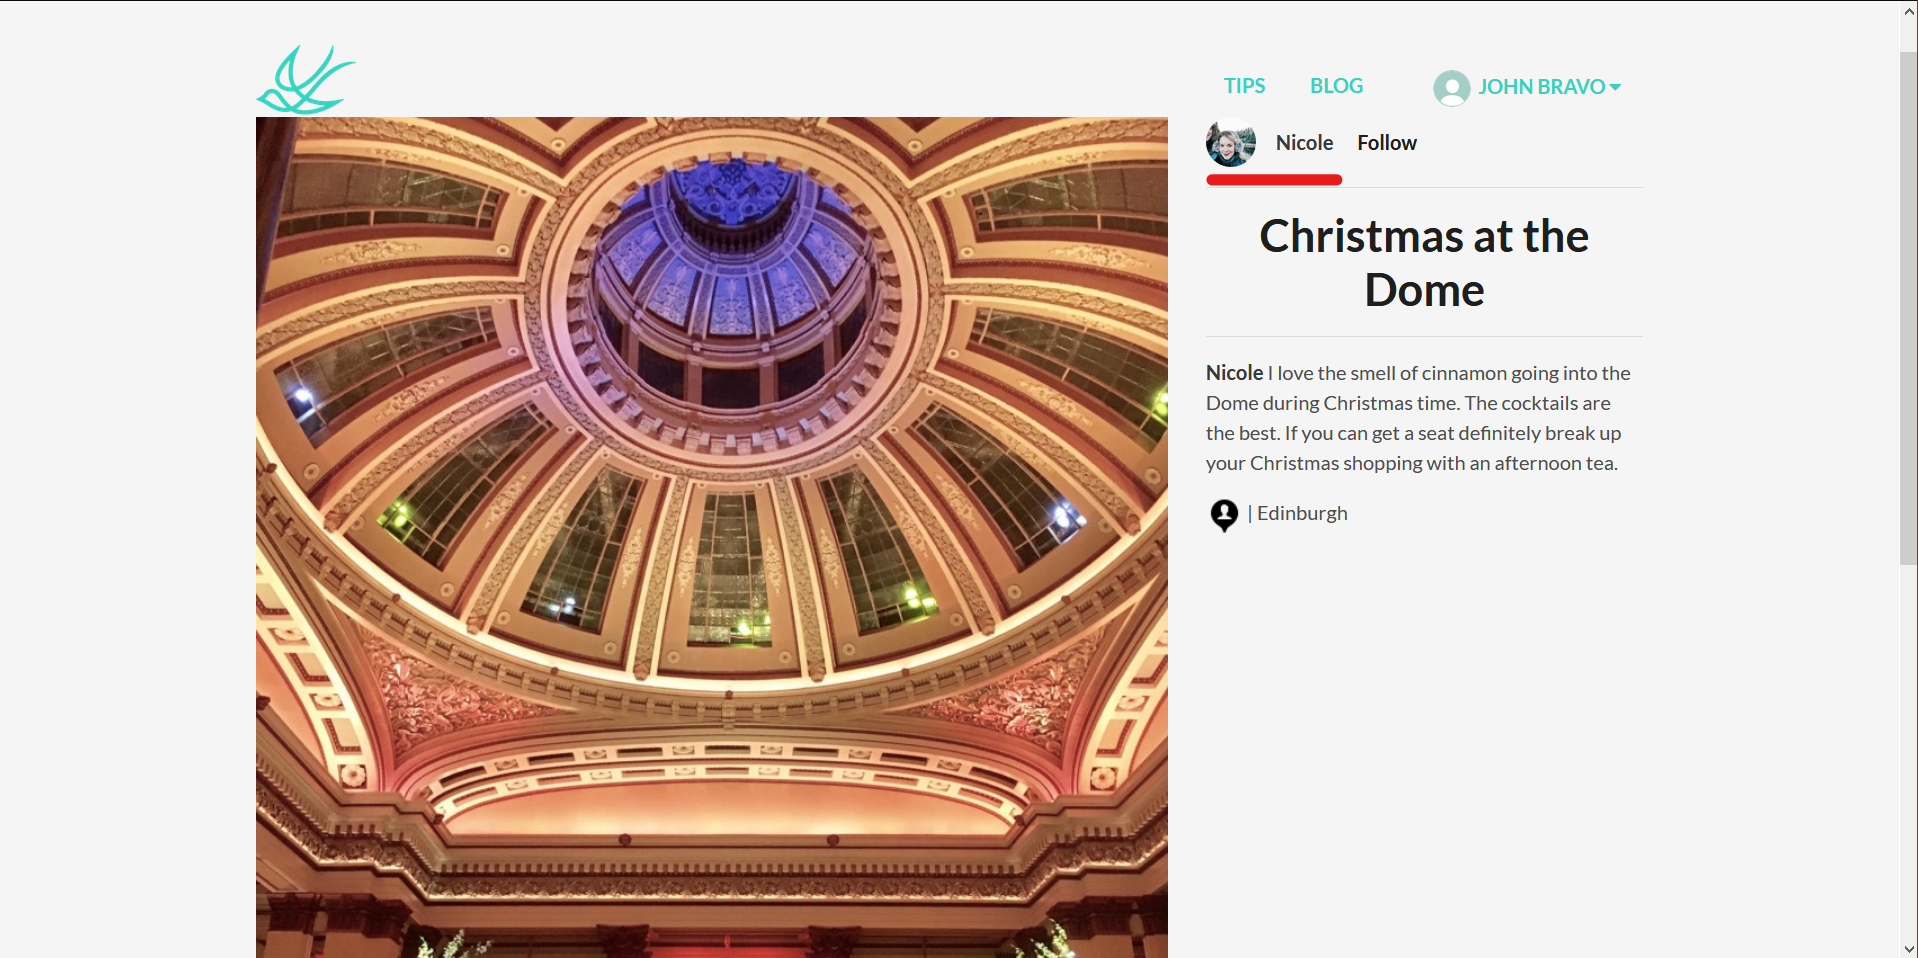 TIPS BLOG JOHN BRAVO
Nicole Follow
Christmas at the
Dome
Nicole I love the smell of cinnamon going into the
Dome during Christmas time. The cocktails are
the best. If you can get a seat definitely break up
your Christmas shopping with an afternoon tea.
| Edinburgh